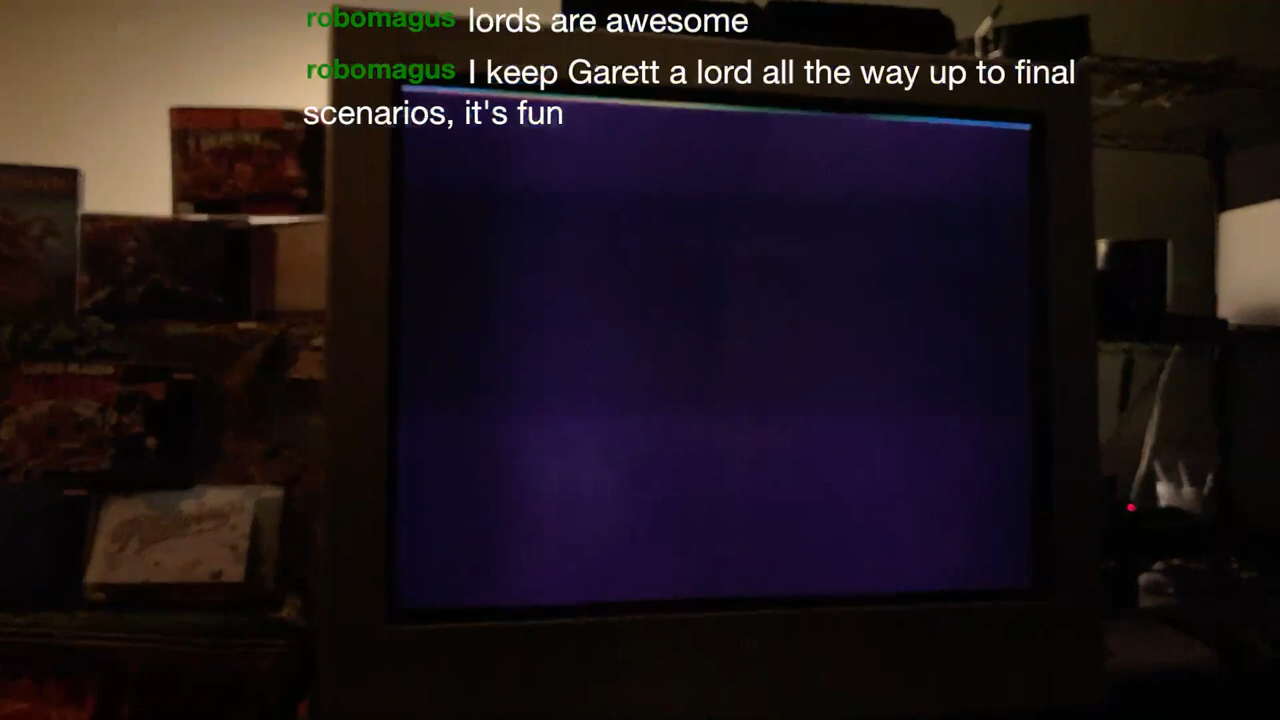 robomagus lords are awesome
robomagus I keep Garett a lord all the way up to final
scenarios, it's fun